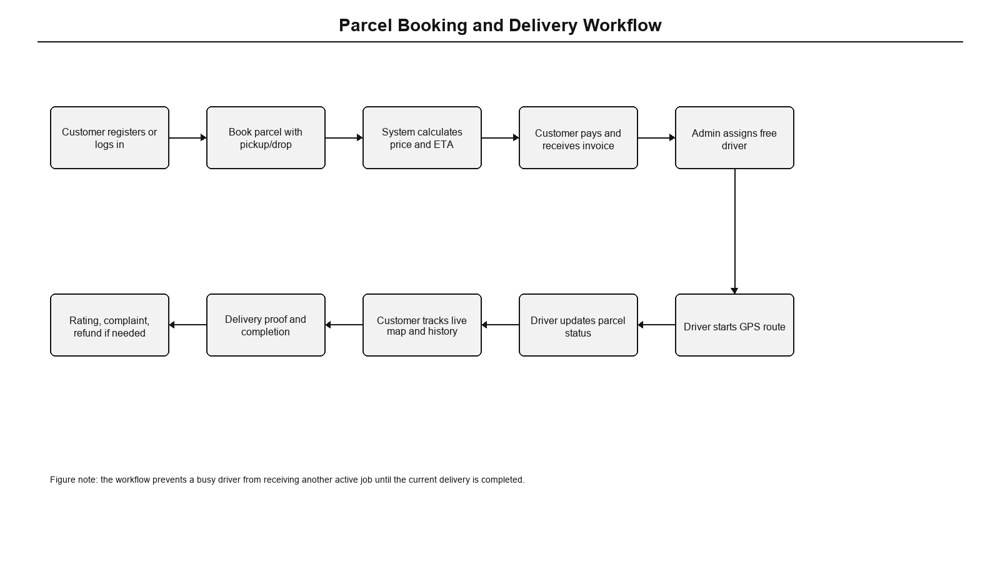 Parcel Booking and Delivery Workflow
Customer registers or
logs in
Book parcel with
pickup/drop
System calculates
price and ETA
Customer pays and
receives invoice
Admin assigns free
driver
Driver starts GPS route
Driver updates parcel
status
Customer tracks live
map and history
Delivery proof and
completion
Rating, complaint,
refund if needed
Figure note: the workflow prevents a busy driver from receiving another active job until the current delivery is completed.